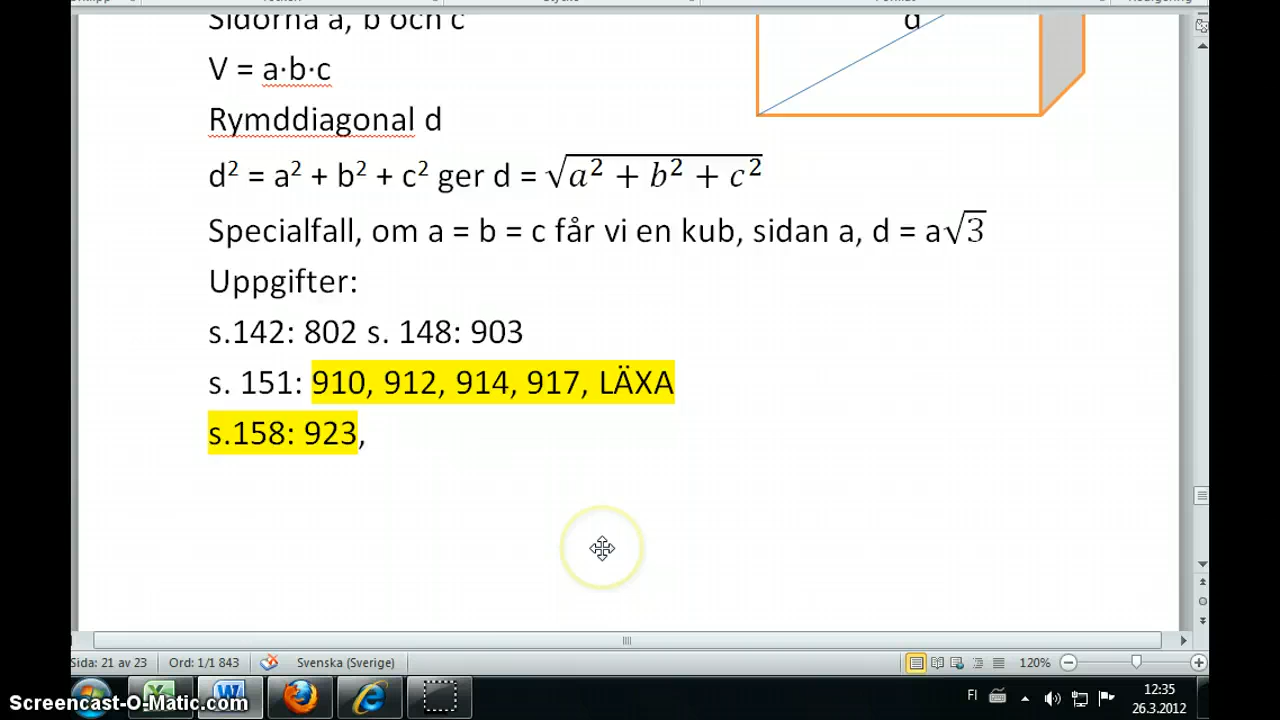 Sidorna a, b och c
d
V = a·b·c
Rymddiagonal d
d² = a² + b² + c² ger d = √a² + b² + c²
Specialfall, om a = b = c får vi en kub, sidan a, d = a√3
Uppgifter:
s.142: 802 s. 148: 903
s. 151: 910, 912, 914, 917, LÄXA
s.158: 923,
Sida: 21 av 23 Ord: 1/1 843 Svenska (Sverige) 120%
FI 12:35
26.3.2012
Screencast-O-Matic.com